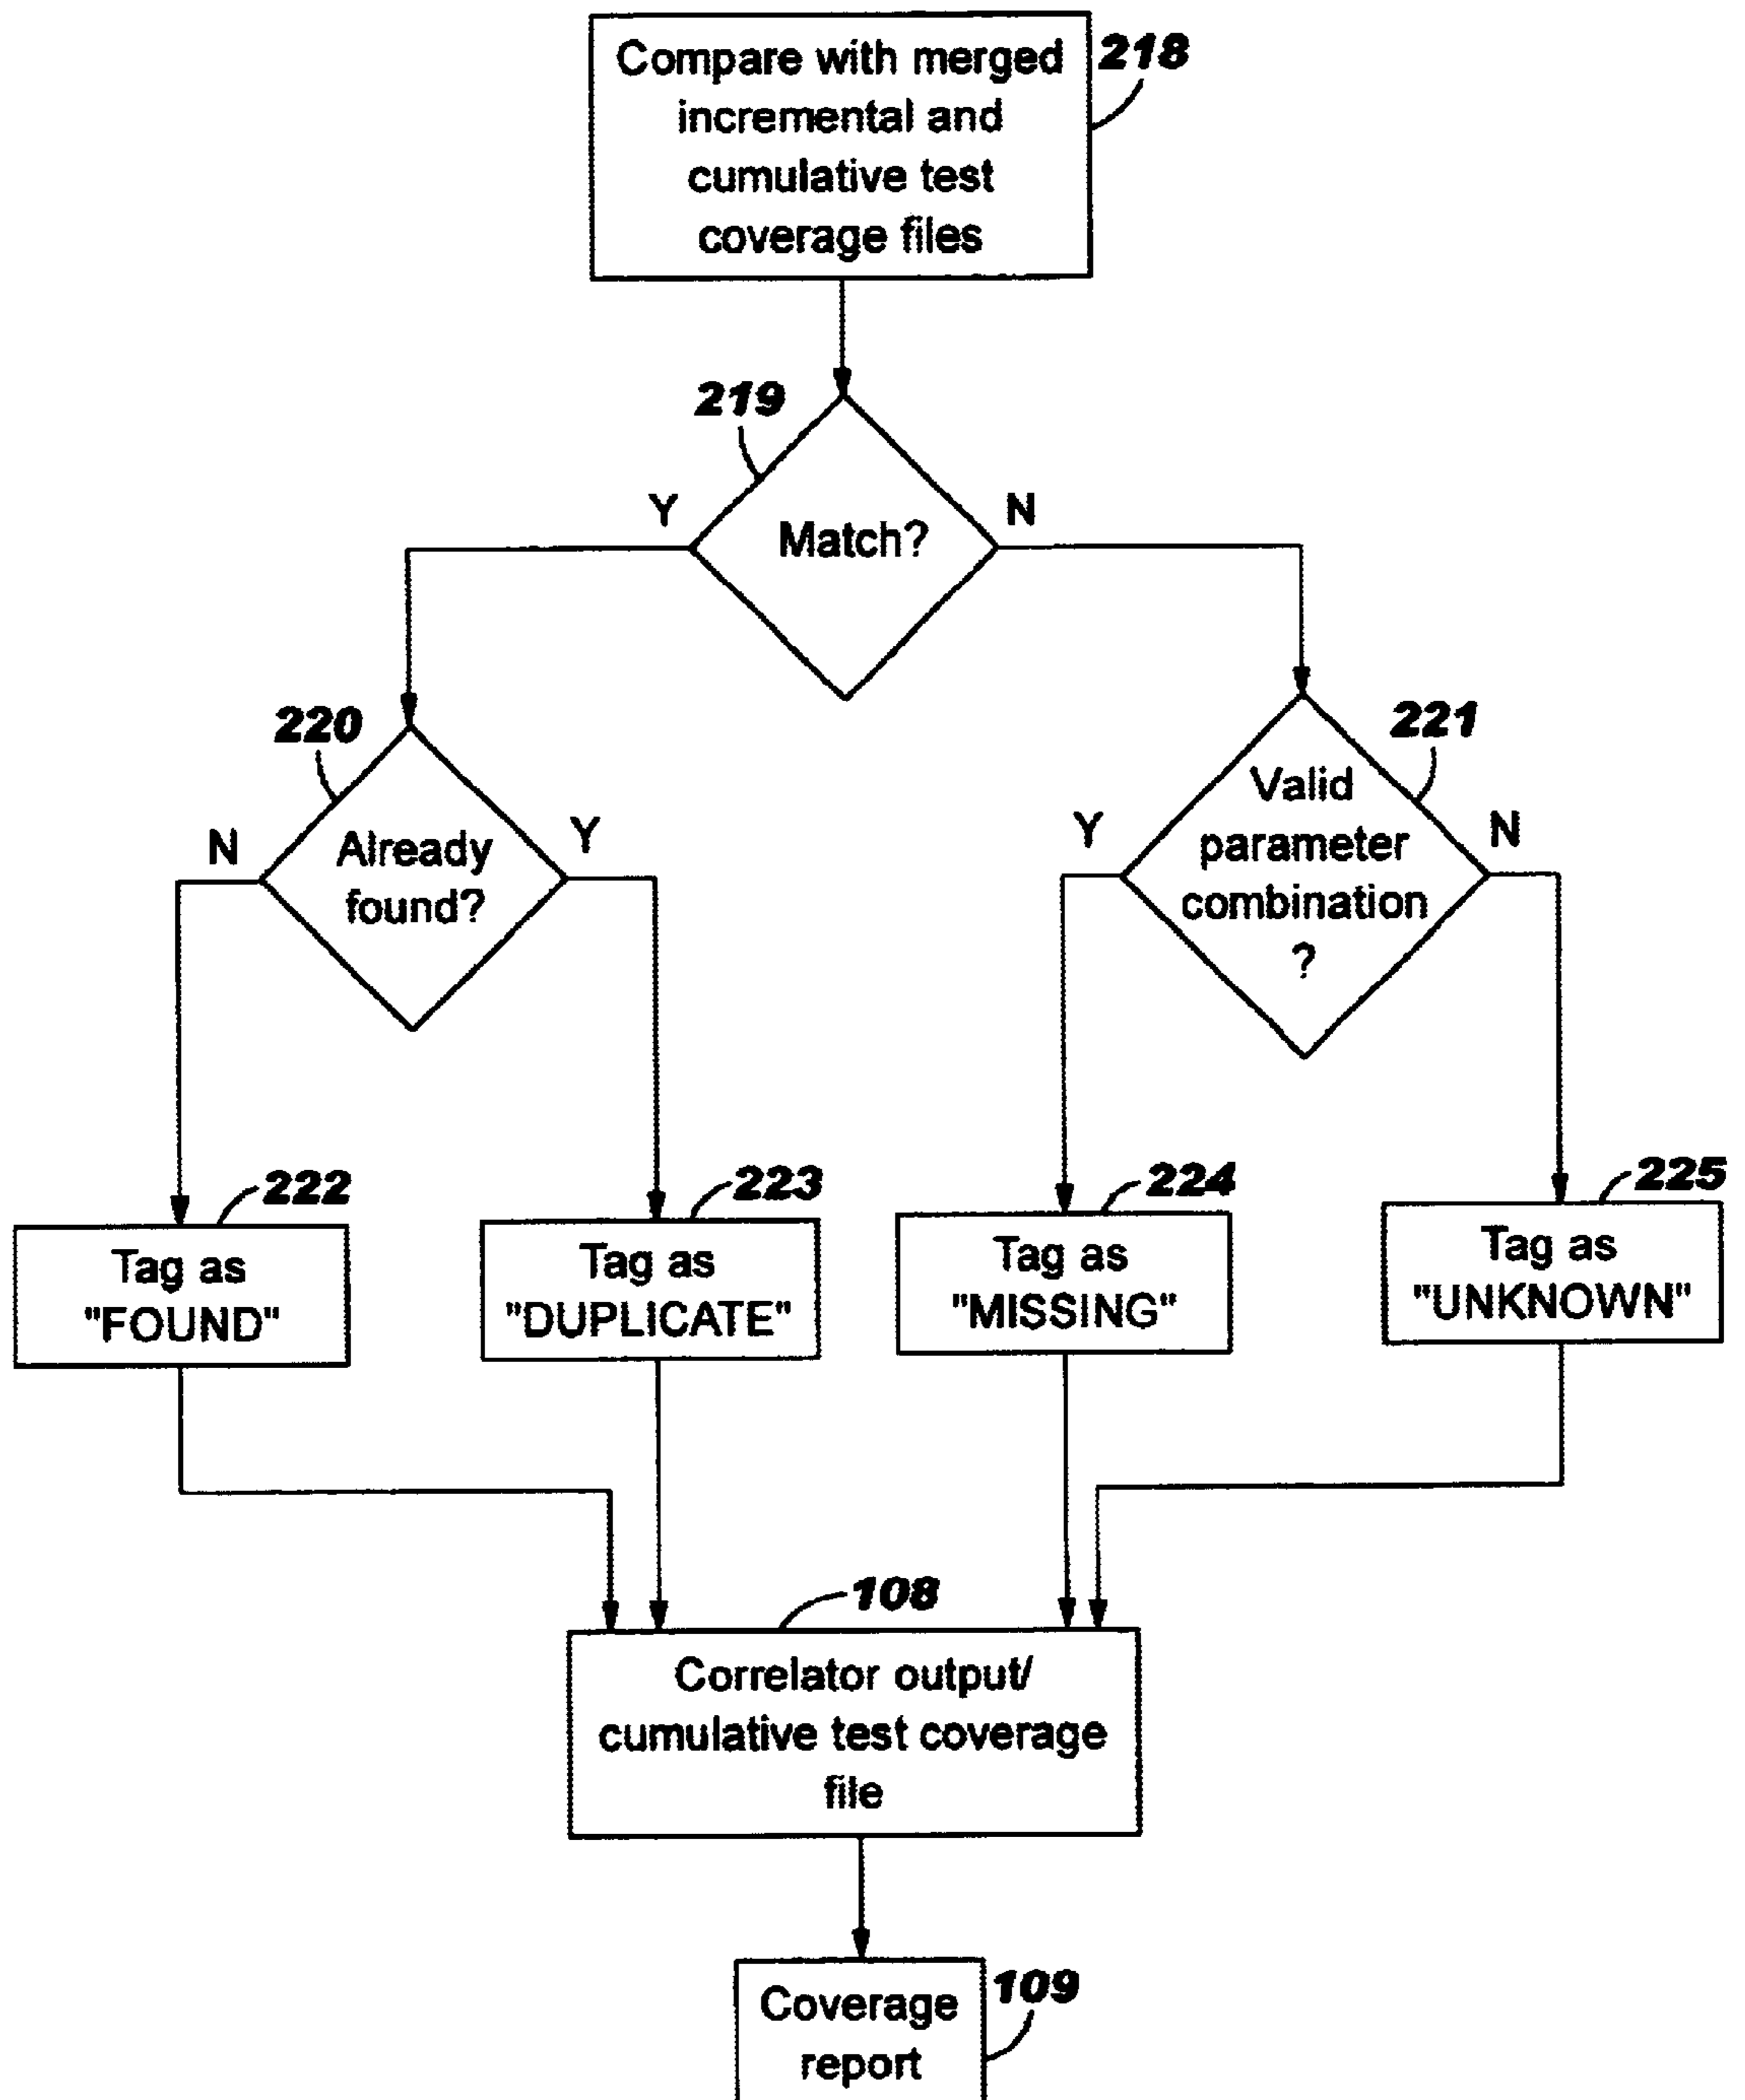 Compare with merged
incremental and
cumulative test
coverage files
218
219
Y
N
Match?
220
221
N
Already
found?
Y
Y
Valid
parameter
combination
?
N
222
223
224
225
Tag as
"FOUND"
Tag as
"DUPLICATE"
Tag as
"MISSING"
Tag as
"UNKNOWN"
108
Correlator output/
cumulative test coverage
file
Coverage
report
109